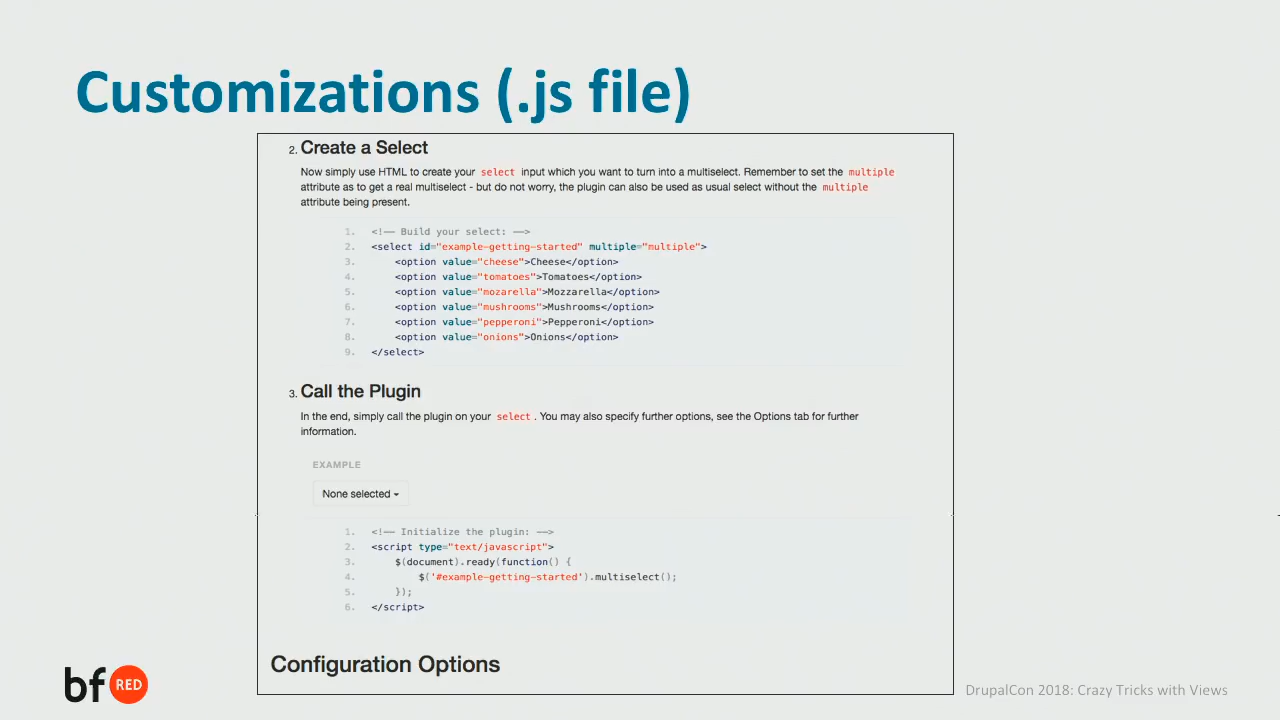 Customizations (.js file)
2. Create a Select
Now simply use HTML to create your select input which you want to turn into a multiselect. Remember to set the multiple
attribute as to get a real multiselect - but do not worry, the plugin can also be used as usual select without the multiple
attribute being present.
1. <!-- Build your select: -->
2. <select id="example-getting-started" multiple="multiple">
3. <option value="cheese">Cheese</option>
4. <option value="tomatoes">Tomatoes</option>
5. <option value="mozarella">Mozzarella</option>
6. <option value="mushrooms">Mushrooms</option>
7. <option value="pepperoni">Pepperoni</option>
8. <option value="onions">Onions</option>
9. </select>
3. Call the Plugin
In the end, simply call the plugin on your select . You may also specify further options, see the Options tab for further
information.
EXAMPLE
None selected
1. <!-- Initialize the plugin: -->
2. <script type="text/javascript">
3. $(document).ready(function() {
4. $('#example-getting-started').multiselect();
5. });
6. </script>
Configuration Options
bf RED
DrupalCon 2018: Crazy Tricks with Views